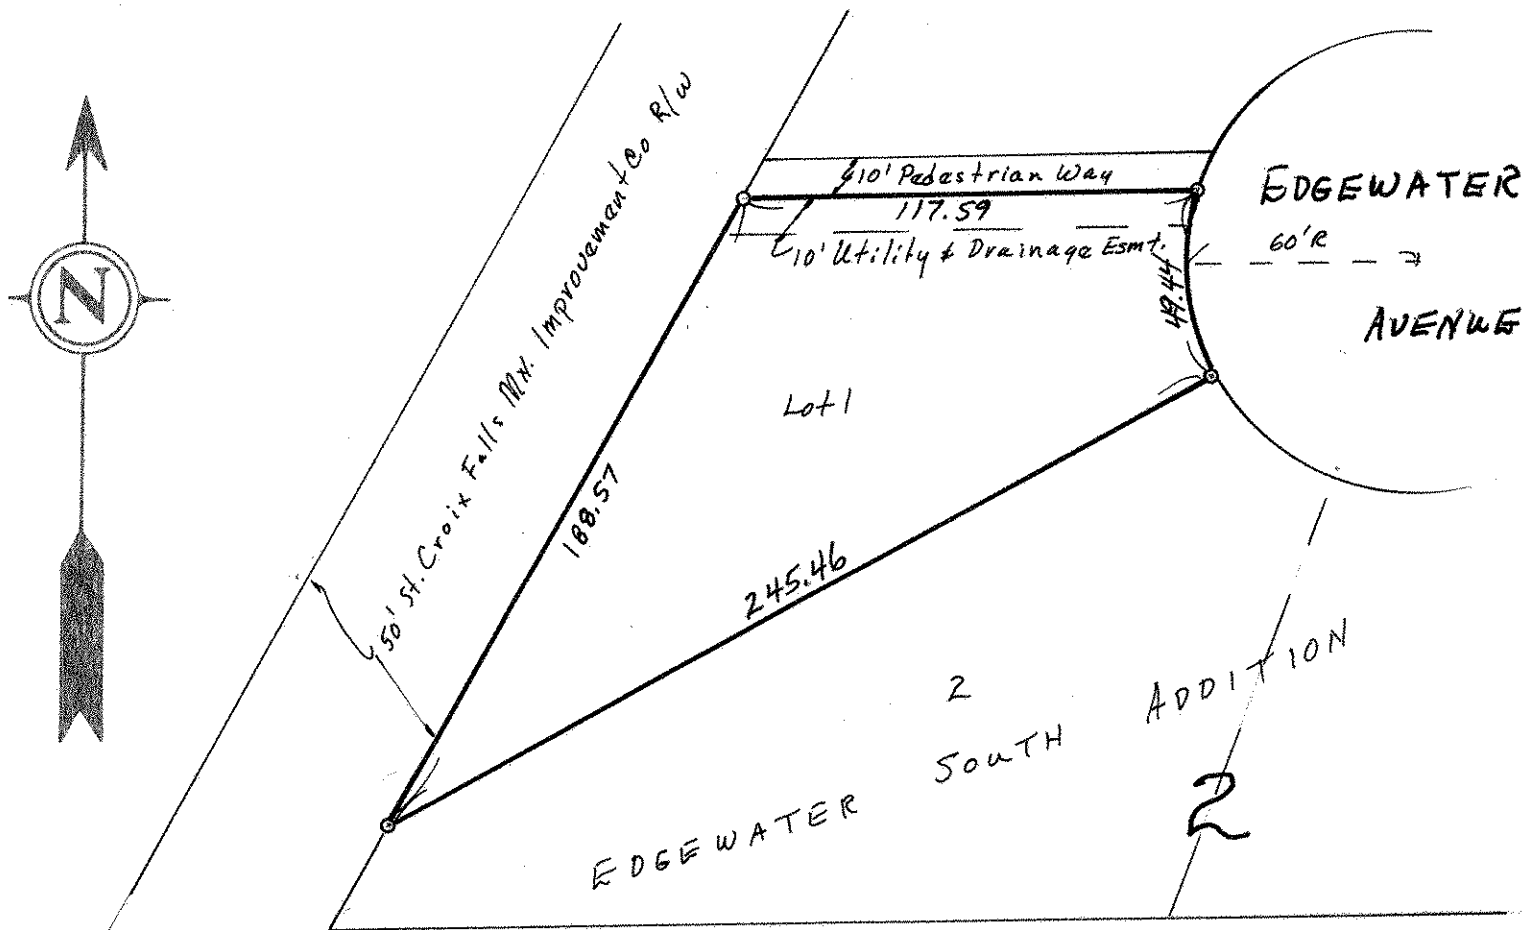 N
50' St. Croix Falls Mn. Improvement Co R/W
10' Pedestrian Way
117.59
10' Utility & Drainage Esmt.
EDGEWATER
60'R
AVENUE
49.44
Lot 1
188.57
245.46
2
EDGEWATER SOUTH ADDITION
2